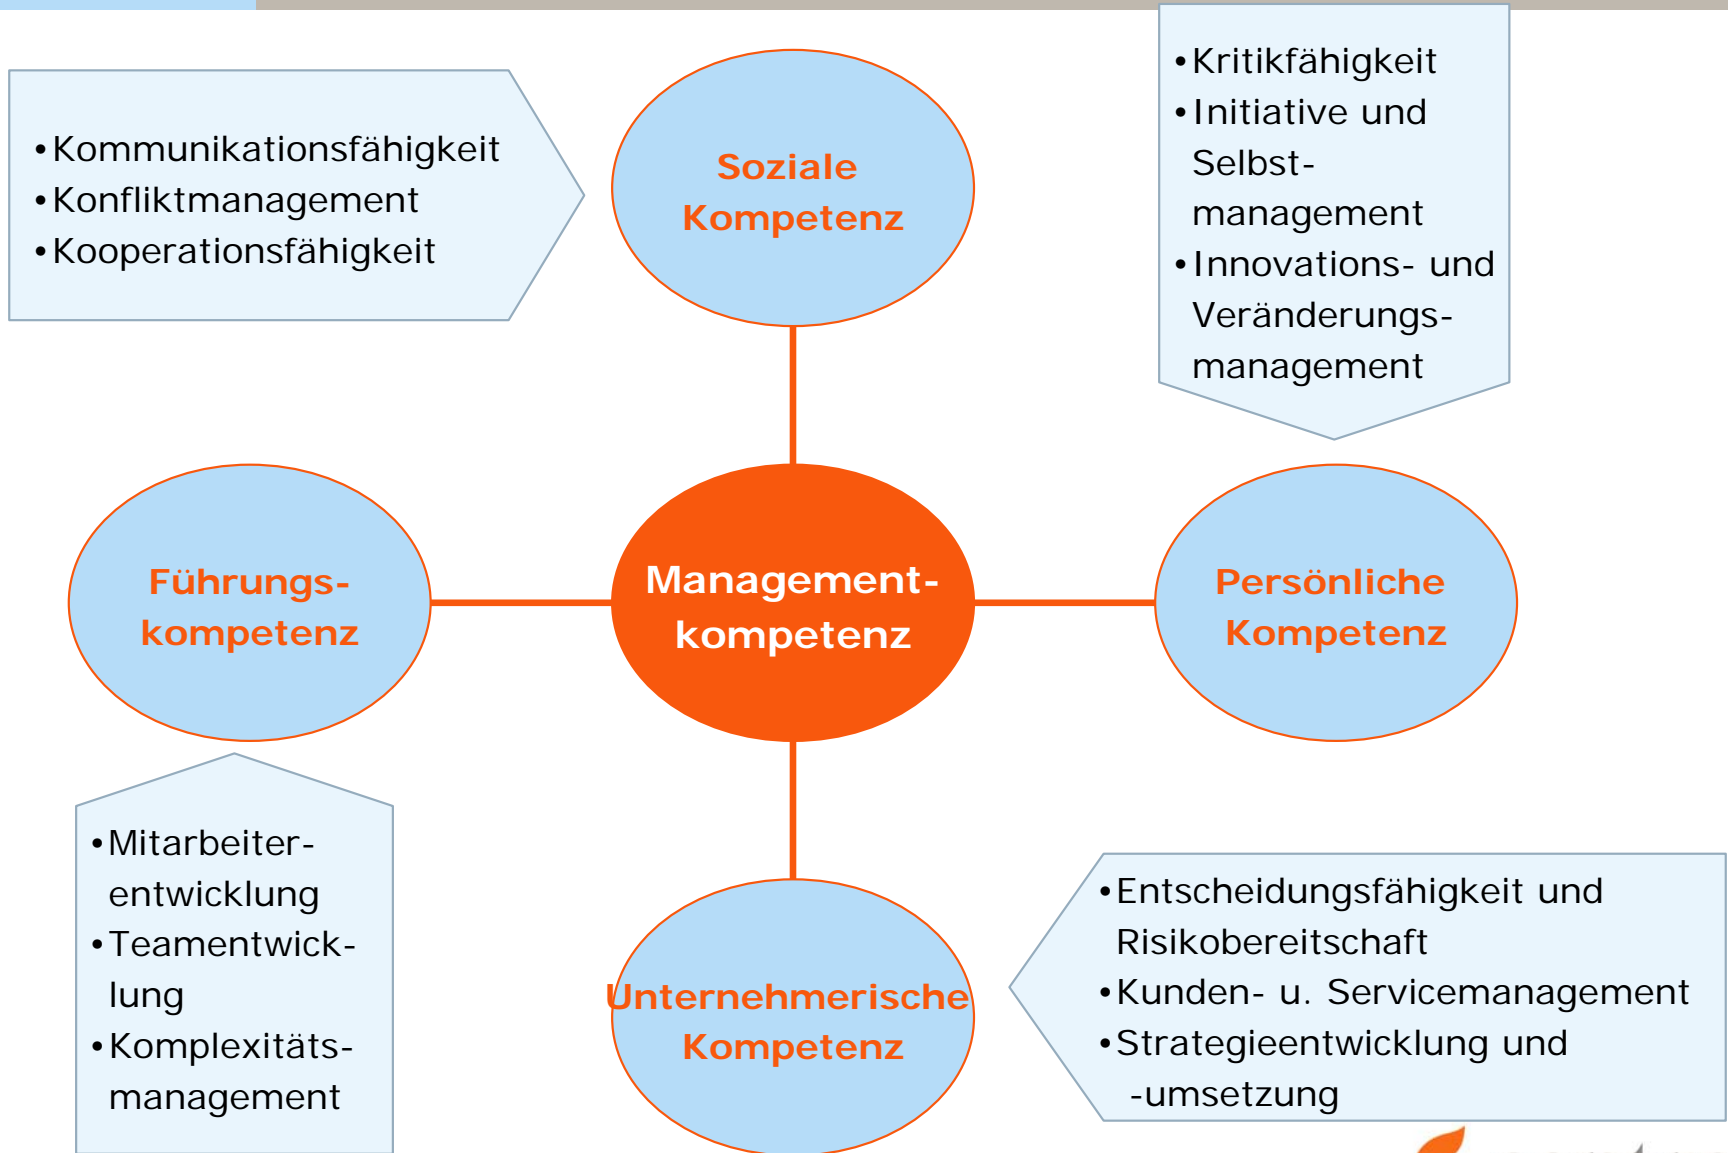 •Kommunikationsfähigkeit
•Konfliktmanagement
•Kooperationsfähigkeit
Soziale
Kompetenz
•Kritikfähigkeit
•Initiative und
Selbst-
management
•Innovations- und
Veränderungs-
management
Führungs-
kompetenz
Management-
kompetenz
Persönliche
Kompetenz
•Mitarbeiter-
entwicklung
•Teamentwick-
lung
•Komplexitäts-
management
Unternehmerische
Kompetenz
•Entscheidungsfähigkeit und
Risikobereitschaft
•Kunden- u. Servicemanagement
•Strategieentwicklung und
-umsetzung